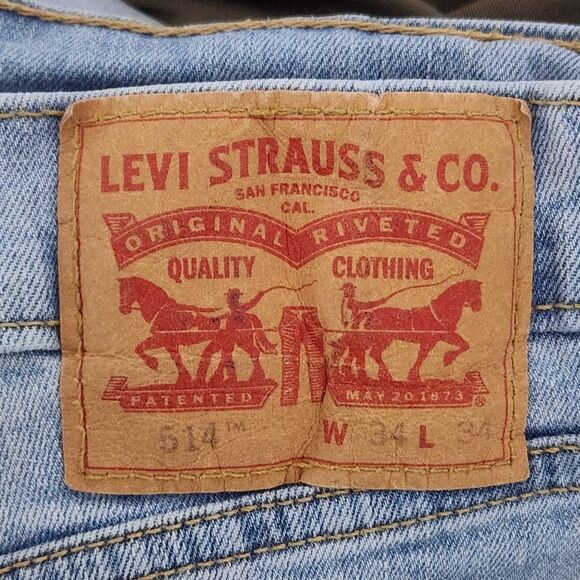 LEVI STRAUSS & CO.
SAN FRANCISCO
CAL.
ORIGINAL RIVETED
QUALITY CLOTHING
PATENTED MAY 20.1873 ®
514™ W 34 L 34